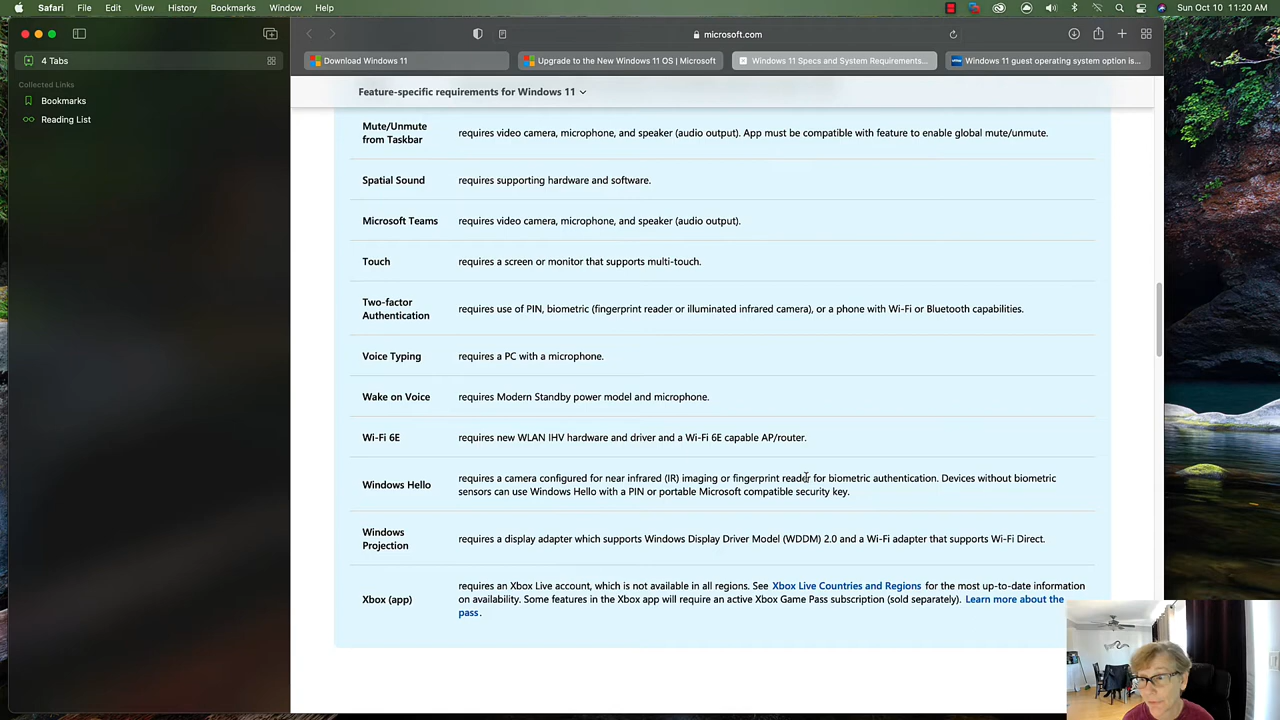 Safari File Edit View History Bookmarks Window Help
Sun Oct 10 11:20 AM
microsoft.com
4 Tabs
Download Windows 11
Upgrade to the New Windows 11 OS | Microsoft
Windows 11 Specs and System Requirements...
Windows 11 guest operating system option is...
Collected Links
Bookmarks
Reading List
Feature-specific requirements for Windows 11
Mute/Unmute
from Taskbar
requires video camera, microphone, and speaker (audio output). App must be compatible with feature to enable global mute/unmute.
Spatial Sound
requires supporting hardware and software.
Microsoft Teams
requires video camera, microphone, and speaker (audio output).
Touch
requires a screen or monitor that supports multi-touch.
Two-factor
Authentication
requires use of PIN, biometric (fingerprint reader or illuminated infrared camera), or a phone with Wi-Fi or Bluetooth capabilities.
Voice Typing
requires a PC with a microphone.
Wake on Voice
requires Modern Standby power model and microphone.
Wi-Fi 6E
requires new WLAN IHV hardware and driver and a Wi-Fi 6E capable AP/router.
Windows Hello
requires a camera configured for near infrared (IR) imaging or fingerprint reader for biometric authentication. Devices without biometric
sensors can use Windows Hello with a PIN or portable Microsoft compatible security key.
Windows
Projection
requires a display adapter which supports Windows Display Driver Model (WDDM) 2.0 and a Wi-Fi adapter that supports Wi-Fi Direct.
Xbox (app)
requires an Xbox Live account, which is not available in all regions. See Xbox Live Countries and Regions for the most up-to-date information
on availability. Some features in the Xbox app will require an active Xbox Game Pass subscription (sold separately). Learn more about the
pass.